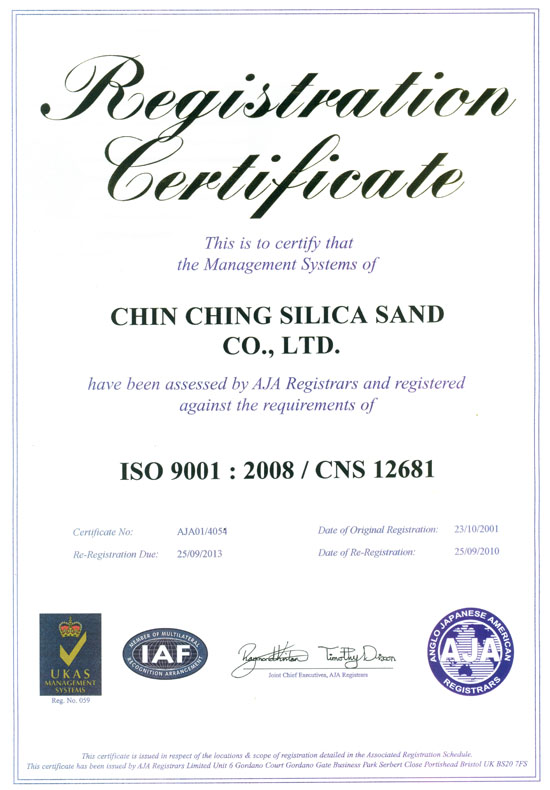 Registration
Certificate
This is to certify that
the Management Systems of
CHIN CHING SILICA SAND
CO., LTD.
have been assessed by AJA Registrars and registered
against the requirements of
ISO 9001 : 2008 / CNS 12681
Certificate No: AJA01/4054 Date of Original Registration: 23/10/2001
Re-Registration Due: 25/09/2013 Date of Re-Registration: 25/09/2010
UKAS
MANAGEMENT
SYSTEMS
Reg. No. 059
MEMBER OF MULTILATERAL
IAF
RECOGNITION ARRANGEMENT
Timothy Dixon
Joint Chief Executives, AJA Registrars
ANGLO JAPANESE AMERICAN
AJA
REGISTRARS
This certificate is issued in respect of the locations & scope of registration detailed in the Associated Registration Schedule.
This certificate has been issued by AJA Registrars Limited Unit 6 Gordano Court Gordano Gate Business Park Serbert Close Portishead Bristol UK BS20 7FS